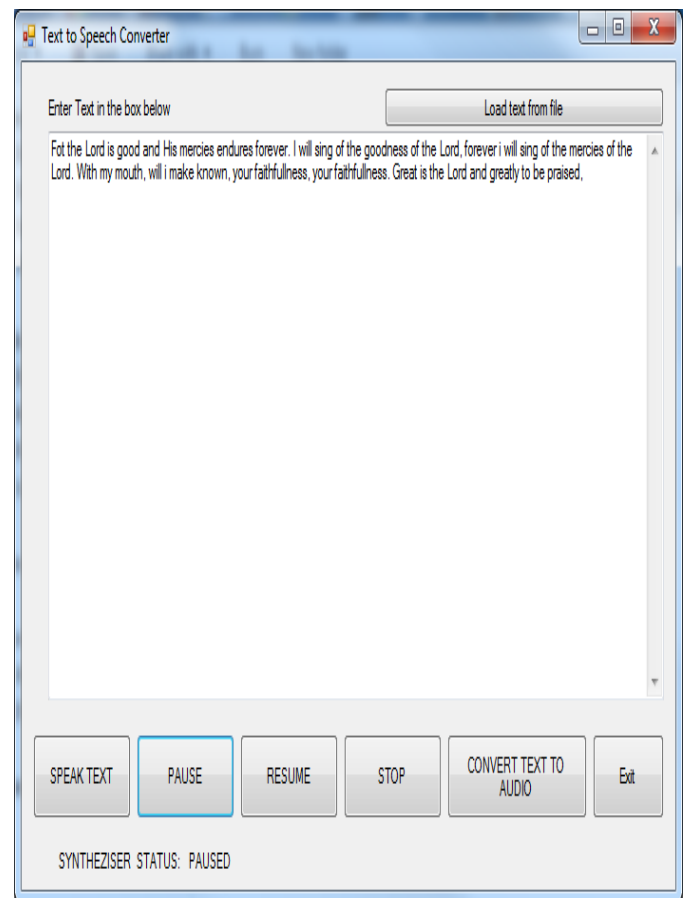 Text to Speech Converter
X
Enter Text in the box below
Load text from file
Fot the Lord is good and His mercies endures forever. I will sing of the goodness of the Lord, forever i will sing of the mercies of the
Lord. With my mouth, will i make known, your faithfullness, your faithfullness. Great is the Lord and greatly to be praised,
SPEAK TEXT
PAUSE
RESUME
STOP
CONVERT TEXT TO
AUDIO
Exit
SYNTHEZISER STATUS: PAUSED